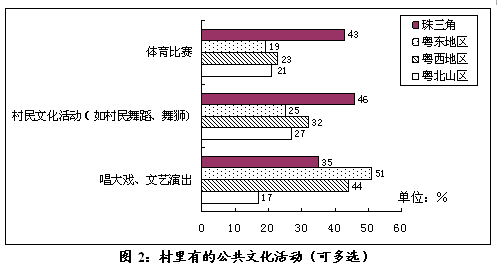 珠三角
粤东地区
粤西地区
粤北山区
体育比赛
43
19
23
21
村民文化活动（如村民舞蹈、舞狮）
46
25
32
27
唱大戏、文艺演出
35
51
44
17
单位：%
0 10 20 30 40 50 60
图 2：村里有的公共文化活动（可多选）